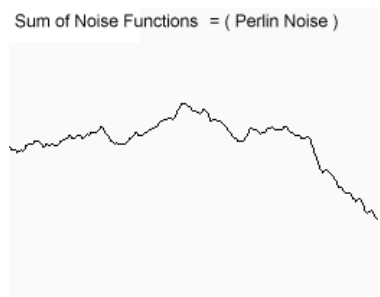 Sum of Noise Functions = ( Perlin Noise )